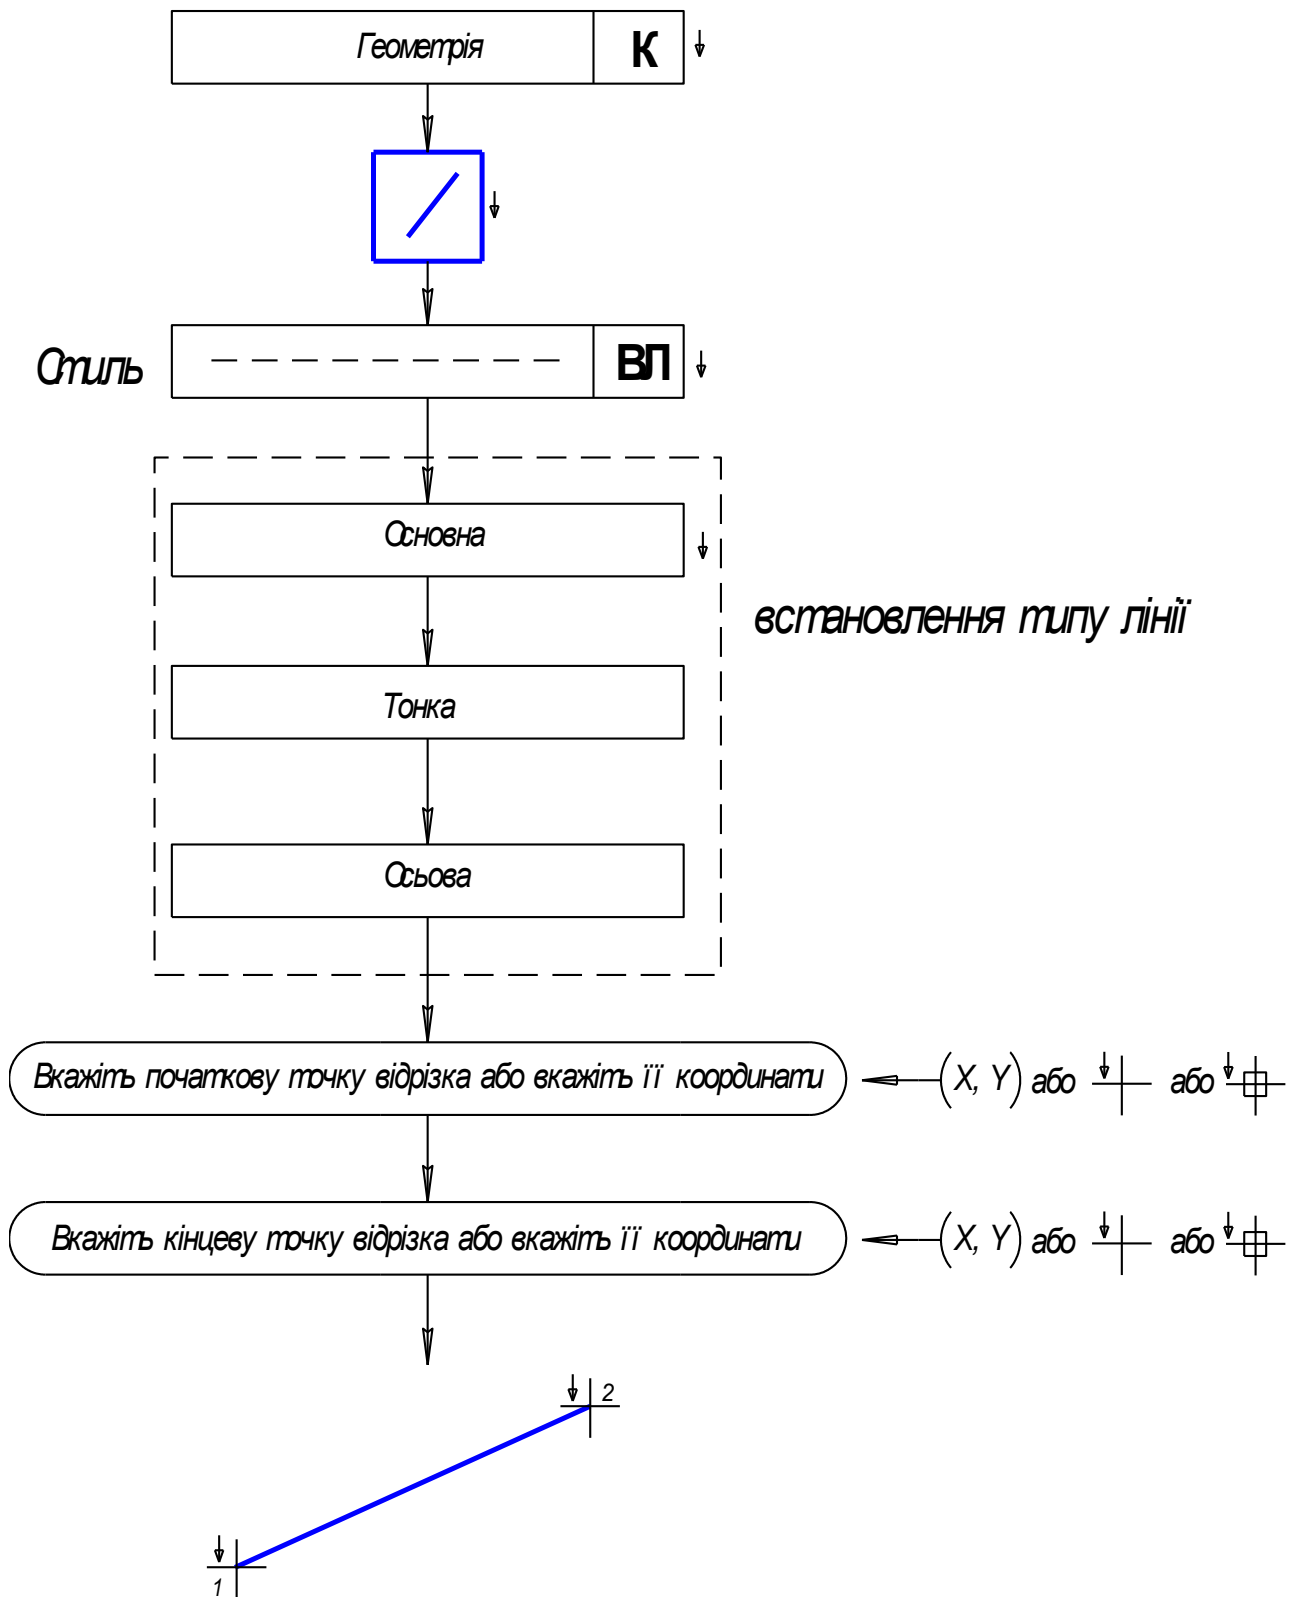 Геометрія К
Стиль ВЛ
Основна
встановлення типу лінії
Тонка
Осьова
Вкажіть початкову точку відрізка або вкажіть її координати (X, Y) або або
Вкажіть кінцеву точку відрізка або вкажіть її координати (X, Y) або або
2
1